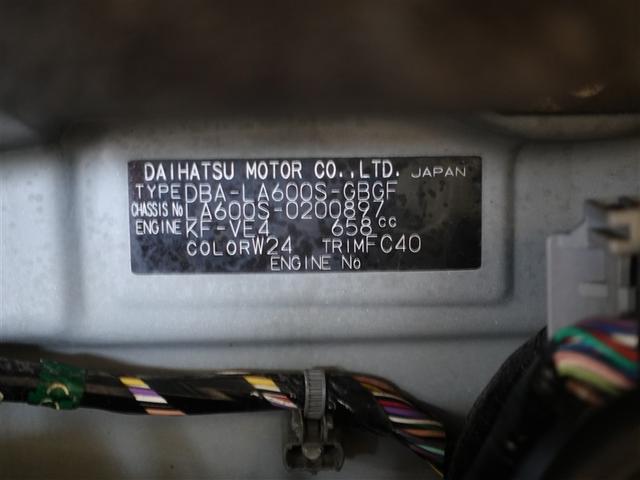 DAIHATSU MOTOR CO.,LTD. JAPAN
TYPE DBA-LA600S-GBGF
CHASSIS No LA600S-0200897
ENGINE KF-VE4 658cc
COLOR W24 TRIM FC40
ENGINE No